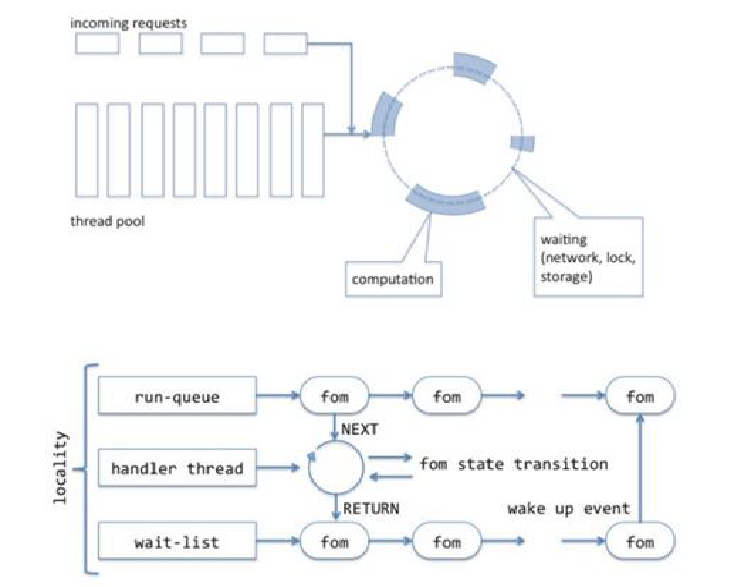 incoming requests
thread pool
computation
waiting
(network, lock,
storage)
locality
run-queue
fom
fom
fom
NEXT
handler thread
fom state transition
RETURN
wake up event
wait-list
fom
fom
fom